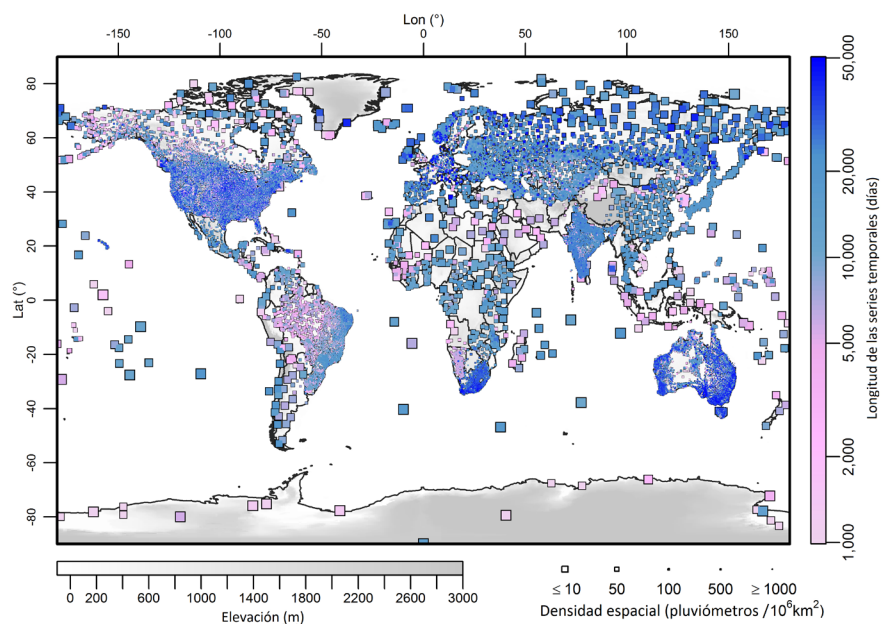 Lon (°)
-150 -100 -50 0 50 100 150
Lat (°)
80
60
40
20
0
-20
-40
-60
-80
50,000
20,000
10,000
5,000
2,000
1,000
Longitud de las series temporales (días)
0 200 600 1000 1400 1800 2200 2600 3000
Elevación (m)
≤ 10 50 100 500 ≥ 1000
Densidad espacial (pluviómetros /10⁶km²)